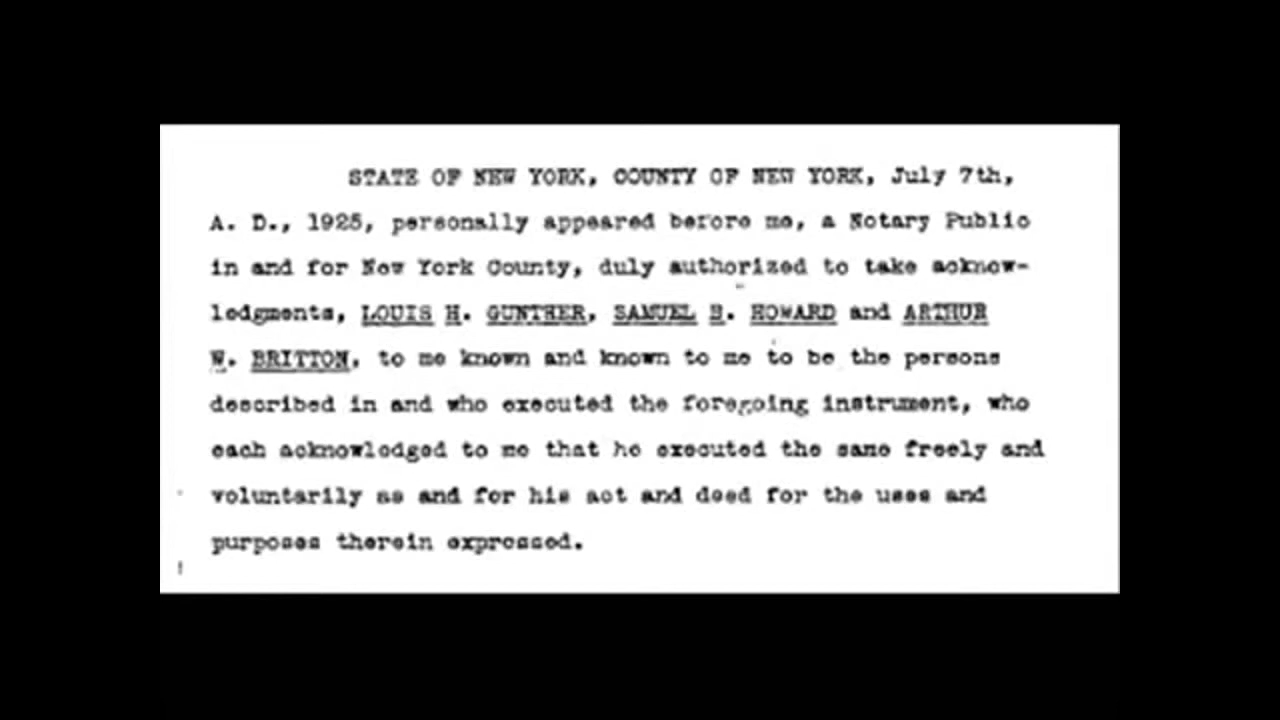 STATE OF NEW YORK, COUNTY OF NEW YORK, July 7th,
A. D., 1925, personally appeared before me, a Notary Public
in and for New York County, duly authorized to take acknow-
ledgments, LOUIS H. GUNTHER, SAMUEL B. HOWARD and ARTHUR
W. BRITTON, to me known and known to me to be the persons
described in and who executed the foregoing instrument, who
each acknowledged to me that he executed the same freely and
voluntarily as and for his act and deed for the uses and
purposes therein expressed.